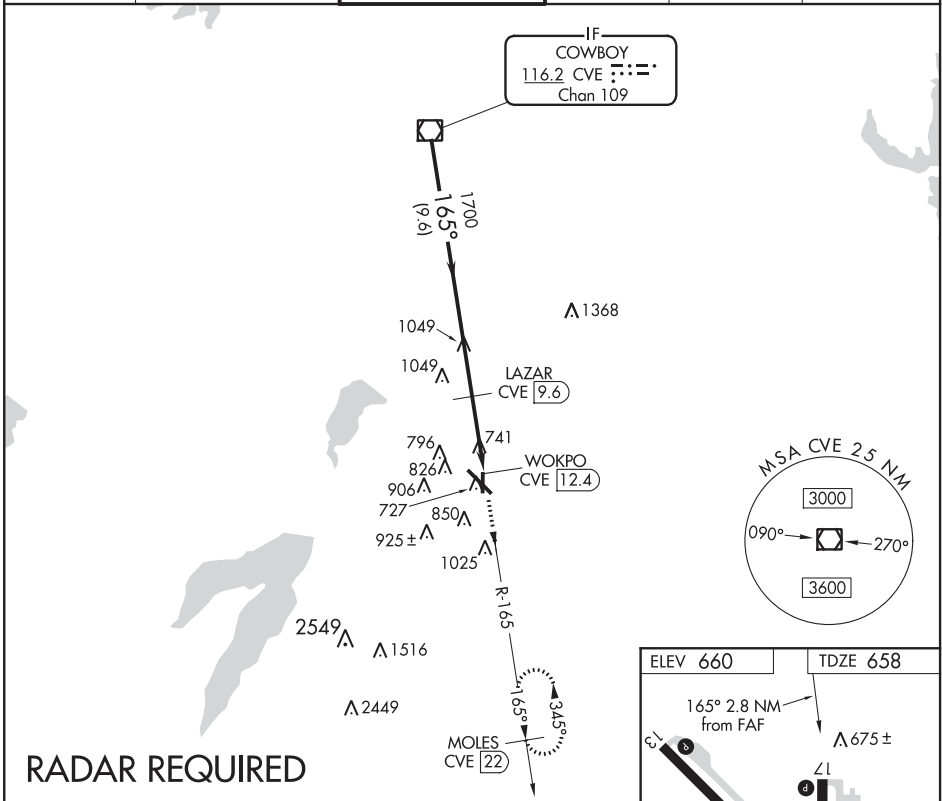 IF
COWBOY
116.2 CVE
Chan 109
1700
165°
(9.6)
1368
1049
1049
LAZAR
CVE 9.6
741
796
826
WOKPO
CVE 12.4
906
727
850
925 ±
1025
MSA CVE 25 NM
3000
090°
270°
3600
R-165
2549
1516
2449
165°
345°
MOLES
CVE 22
RADAR REQUIRED
ELEV 660
TDZE 658
165° 2.8 NM
from FAF
675 ±
13
17
P
P